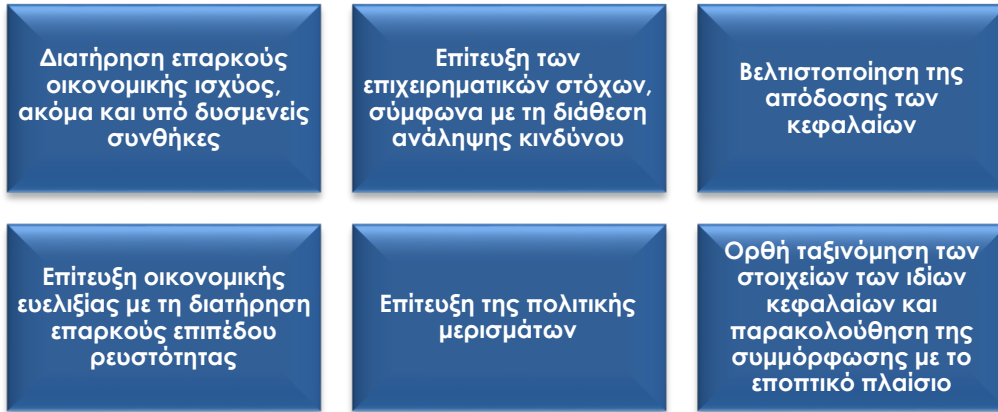 Διατήρηση επαρκούς
οικονομικής ισχύος,
ακόμα και υπό δυσμενείς
συνθήκες
Επίτευξη των
επιχειρηματικών στόχων,
σύμφωνα με τη διάθεση
ανάληψης κινδύνου
Βελτιστοποίηση της
απόδοσης των
κεφαλαίων
Επίτευξη οικονομικής
ευελιξίας με τη διατήρηση
επαρκούς επιπέδου
ρευστότητας
Επίτευξη της πολιτικής
μερισμάτων
Ορθή ταξινόμηση των
στοιχείων των ιδίων
κεφαλαίων και
παρακολούθηση της
συμμόρφωσης με το
εποπτικό πλαίσιο